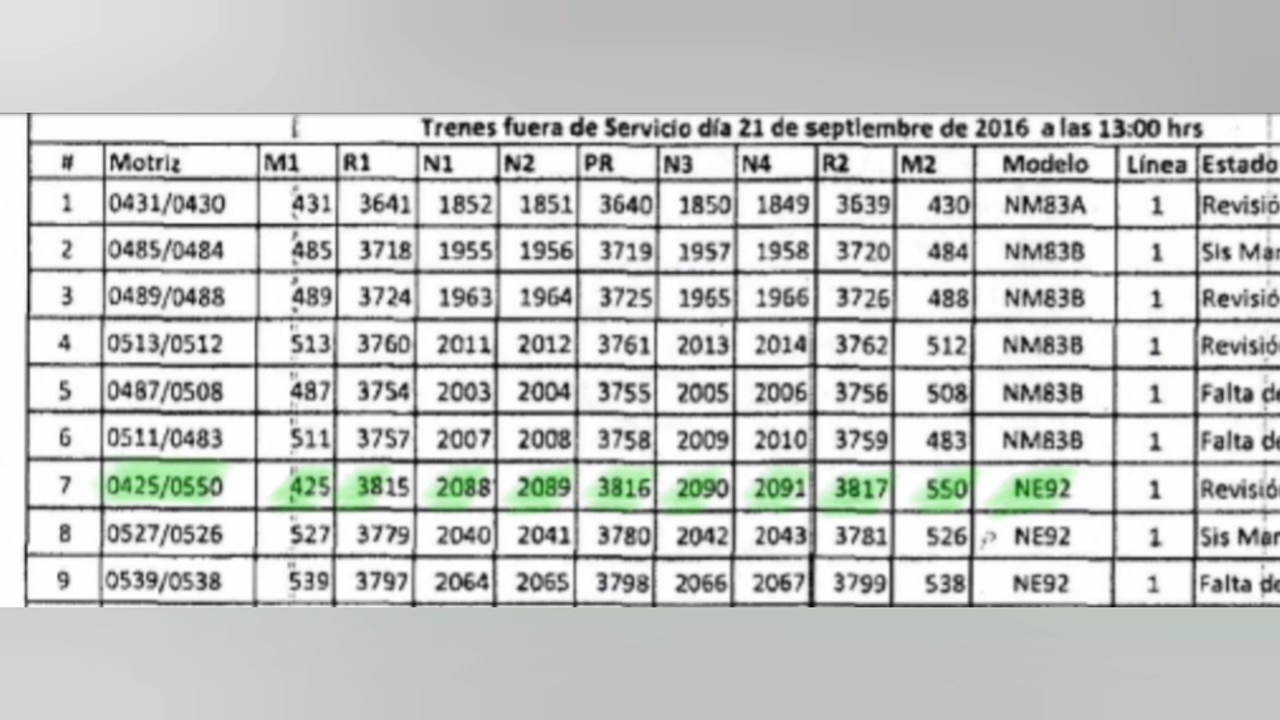 Trenes fuera de Servicio día 21 de septiembre de 2016 a las 13:00 hrs
# Motriz M1 R1 N1 N2 PR N3 N4 R2 M2 Modelo Línea Estado
1 0431/0430 431 3641 1852 1851 3640 1850 1849 3639 430 NM83A 1 Revisió
2 0485/0484 485 3718 1955 1956 3719 1957 1958 3720 484 NM83B 1 Sis Mar
3 0489/0488 489 3724 1963 1964 3725 1965 1966 3726 488 NM83B 1 Revisió
4 0513/0512 513 3760 2011 2012 3761 2013 2014 3762 512 NM83B 1 Revisió
5 0487/0508 487 3754 2003 2004 3755 2005 2006 3756 508 NM83B 1 Falta de
6 0511/0483 511 3757 2007 2008 3758 2009 2010 3759 483 NM83B 1 Falta de
7 0425/0550 425 3815 2088 2089 3816 2090 2091 3817 550 NE92 1 Revisió
8 0527/0526 527 3779 2040 2041 3780 2042 2043 3781 526 NE92 1 Sis Mar
9 0539/0538 539 3797 2064 2065 3798 2066 2067 3799 538 NE92 1 Falta de